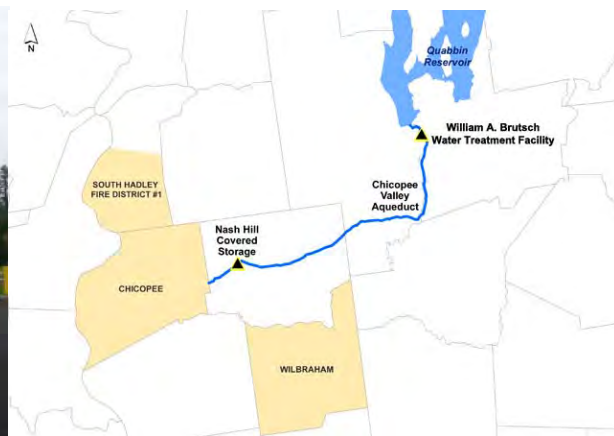 N
Quabbin
Reservoir
William A. Brutsch
Water Treatment Facility
Chicopee
Valley
Aqueduct
SOUTH HADLEY
FIRE DISTRICT #1
Nash Hill
Covered
Storage
CHICOPEE
WILBRAHAM